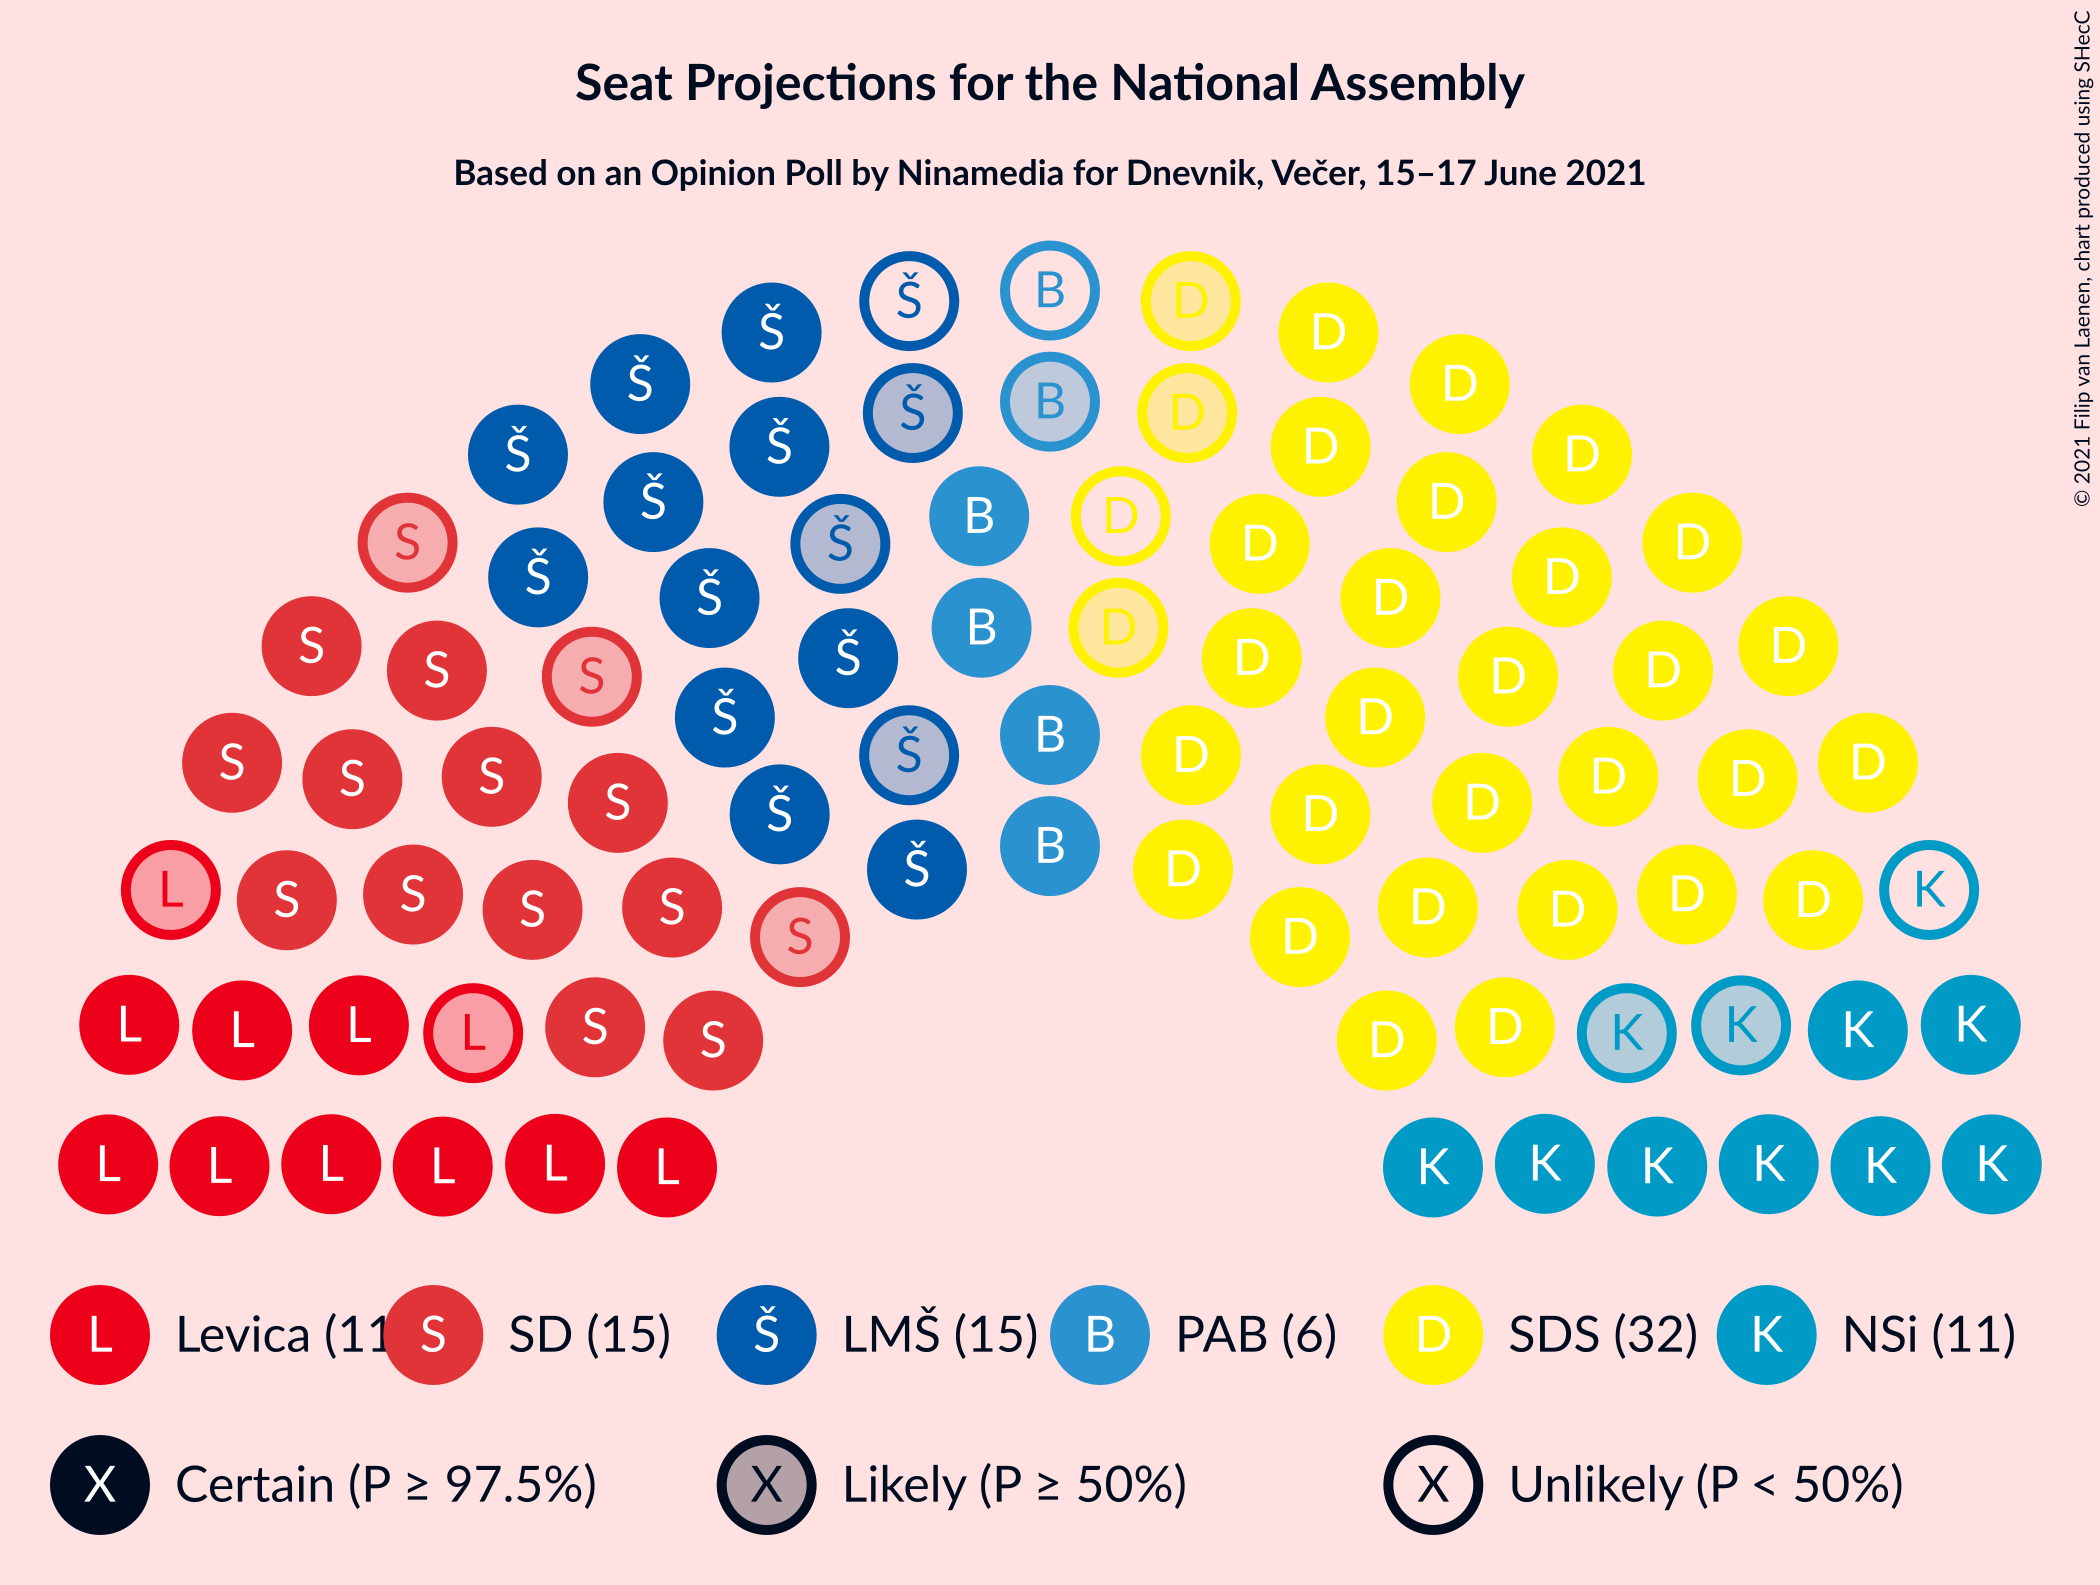 Seat Projections for the National Assembly
Based on an Opinion Poll by Ninamedia for Dnevnik, Večer, 15–17 June 2021
© 2021 Filip van Laenen, chart produced using SHecC
B
Š D
Š D
Š D
B
Š D
Š D
Š D
Š D
B D
S D
Š D
Š D
Š D
B D
S D
Š D
S D
S D
Š D
B
Š D
S D
S D
S D
S D
S D
Š D
B
Š D
L K
S D
S D
S D
S D
S D
L L L L S S D D K K K K
L L L L L L K K K K K K
L Levica (11 S SD (15) Š LMŠ (15) B PAB (6) D SDS (32) K NSi (11)
X Certain (P ≥ 97.5%) X Likely (P ≥ 50%) X Unlikely (P < 50%)